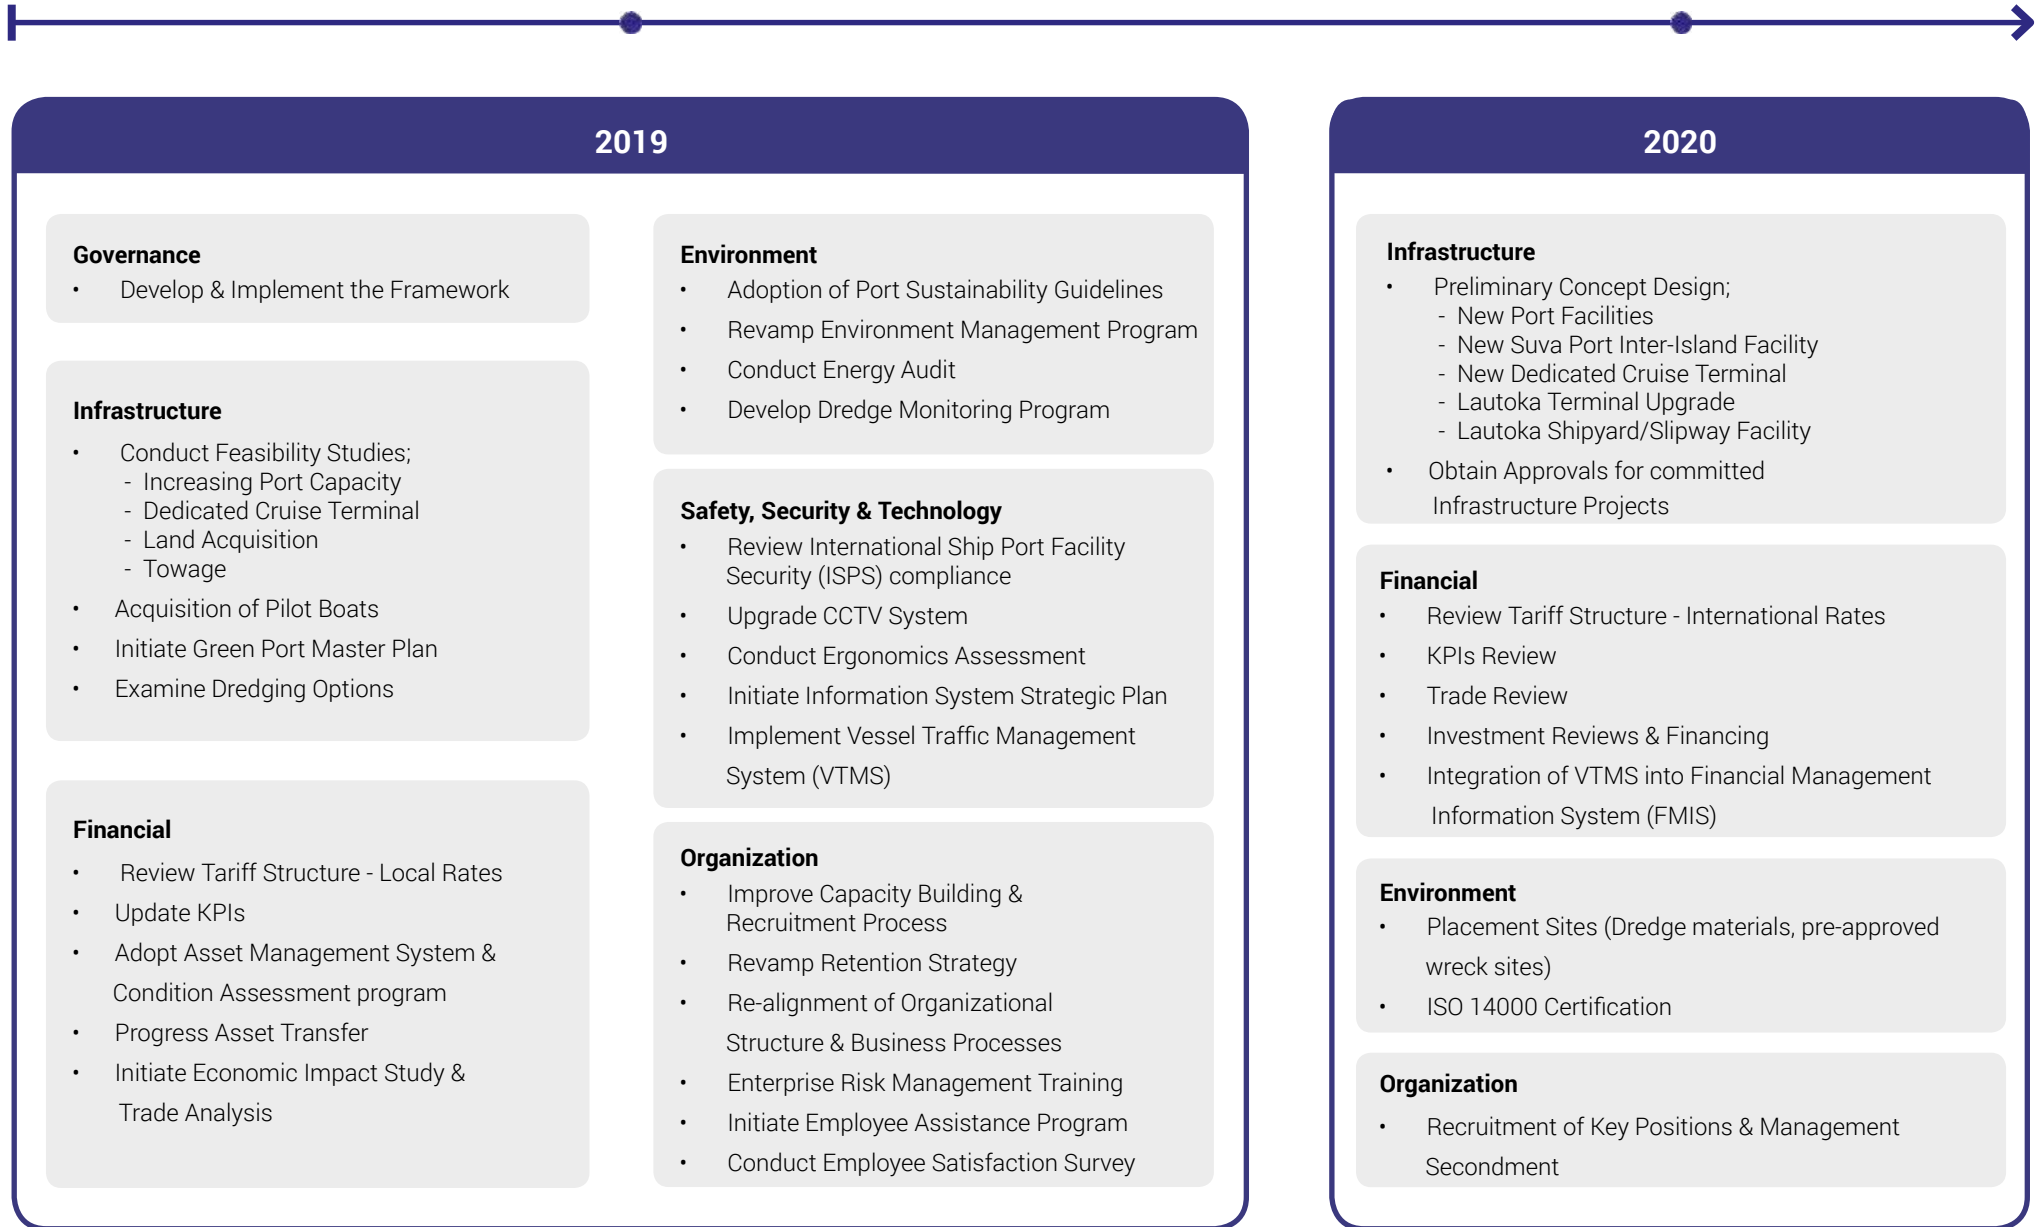 2019
Governance
• Develop & Implement the Framework
Infrastructure
• Conduct Feasibility Studies;
- Increasing Port Capacity
- Dedicated Cruise Terminal
- Land Acquisition
- Towage
• Acquisition of Pilot Boats
• Initiate Green Port Master Plan
• Examine Dredging Options
Financial
• Review Tariff Structure - Local Rates
• Update KPIs
• Adopt Asset Management System &
Condition Assessment program
• Progress Asset Transfer
• Initiate Economic Impact Study &
Trade Analysis
Environment
• Adoption of Port Sustainability Guidelines
• Revamp Environment Management Program
• Conduct Energy Audit
• Develop Dredge Monitoring Program
Safety, Security & Technology
• Review International Ship Port Facility
Security (ISPS) compliance
• Upgrade CCTV System
• Conduct Ergonomics Assessment
• Initiate Information System Strategic Plan
• Implement Vessel Traffic Management
System (VTMS)
Organization
• Improve Capacity Building &
Recruitment Process
• Revamp Retention Strategy
• Re-alignment of Organizational
Structure & Business Processes
• Enterprise Risk Management Training
• Initiate Employee Assistance Program
• Conduct Employee Satisfaction Survey
2020
Infrastructure
• Preliminary Concept Design;
- New Port Facilities
- New Suva Port Inter-Island Facility
- New Dedicated Cruise Terminal
- Lautoka Terminal Upgrade
- Lautoka Shipyard/Slipway Facility
• Obtain Approvals for committed
Infrastructure Projects
Financial
• Review Tariff Structure - International Rates
• KPIs Review
• Trade Review
• Investment Reviews & Financing
• Integration of VTMS into Financial Management
Information System (FMIS)
Environment
• Placement Sites (Dredge materials, pre-approved
wreck sites)
• ISO 14000 Certification
Organization
• Recruitment of Key Positions & Management
Secondment